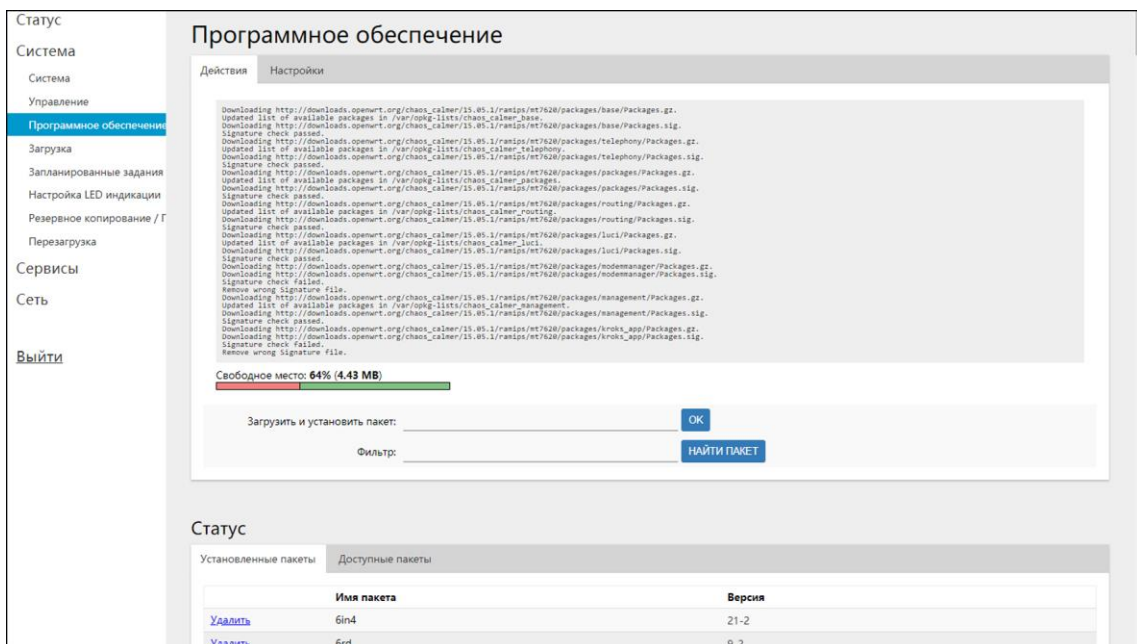 Статус
Система
Система
Управление
Программное обеспечение
Загрузка
Запланированные задания
Настройка LED индикации
Резервное копирование / П
Перезагрузка
Сервисы
Сеть
Выйти
Программное обеспечение
Действия Настройки
Downloading http://downloads.openwrt.org/chaos_calmer/15.05.1/ramips/mt7620/packages/base/Packages.gz.
Updated list of available packages in /var/opkg-lists/chaos_calmer_base.
Downloading http://downloads.openwrt.org/chaos_calmer/15.05.1/ramips/mt7620/packages/base/Packages.sig.
Signature check passed.
Downloading http://downloads.openwrt.org/chaos_calmer/15.05.1/ramips/mt7620/packages/telephony/Packages.gz.
Updated list of available packages in /var/opkg-lists/chaos_calmer_telephony.
Downloading http://downloads.openwrt.org/chaos_calmer/15.05.1/ramips/mt7620/packages/telephony/Packages.sig.
Signature check passed.
Downloading http://downloads.openwrt.org/chaos_calmer/15.05.1/ramips/mt7620/packages/packages/Packages.gz.
Updated list of available packages in /var/opkg-lists/chaos_calmer_packages.
Downloading http://downloads.openwrt.org/chaos_calmer/15.05.1/ramips/mt7620/packages/packages/Packages.sig.
Signature check passed.
Downloading http://downloads.openwrt.org/chaos_calmer/15.05.1/ramips/mt7620/packages/routing/Packages.gz.
Updated list of available packages in /var/opkg-lists/chaos_calmer_routing.
Downloading http://downloads.openwrt.org/chaos_calmer/15.05.1/ramips/mt7620/packages/routing/Packages.sig.
Signature check passed.
Downloading http://downloads.openwrt.org/chaos_calmer/15.05.1/ramips/mt7620/packages/luci/Packages.gz.
Updated list of available packages in /var/opkg-lists/chaos_calmer_luci.
Downloading http://downloads.openwrt.org/chaos_calmer/15.05.1/ramips/mt7620/packages/luci/Packages.sig.
Signature check passed.
Downloading http://downloads.openwrt.org/chaos_calmer/15.05.1/ramips/mt7620/packages/modemmanager/Packages.gz.
Downloading http://downloads.openwrt.org/chaos_calmer/15.05.1/ramips/mt7620/packages/modemmanager/Packages.sig.
Signature check failed.
Remove wrong Signature file.
Downloading http://downloads.openwrt.org/chaos_calmer/15.05.1/ramips/mt7620/packages/management/Packages.gz.
Updated list of available packages in /var/opkg-lists/chaos_calmer_management.
Downloading http://downloads.openwrt.org/chaos_calmer/15.05.1/ramips/mt7620/packages/management/Packages.sig.
Signature check passed.
Downloading http://downloads.openwrt.org/chaos_calmer/15.05.1/ramips/mt7620/packages/kroks_app/Packages.gz.
Downloading http://downloads.openwrt.org/chaos_calmer/15.05.1/ramips/mt7620/packages/kroks_app/Packages.sig.
Signature check failed.
Remove wrong Signature file.
Свободное место: 64% (4.43 MB)
Загрузить и установить пакет: OK
Фильтр: НАЙТИ ПАКЕТ
Статус
Установленные пакеты Доступные пакеты
Имя пакета Версия
Удалить 6in4 21-2
Удалить 6rd 9-2